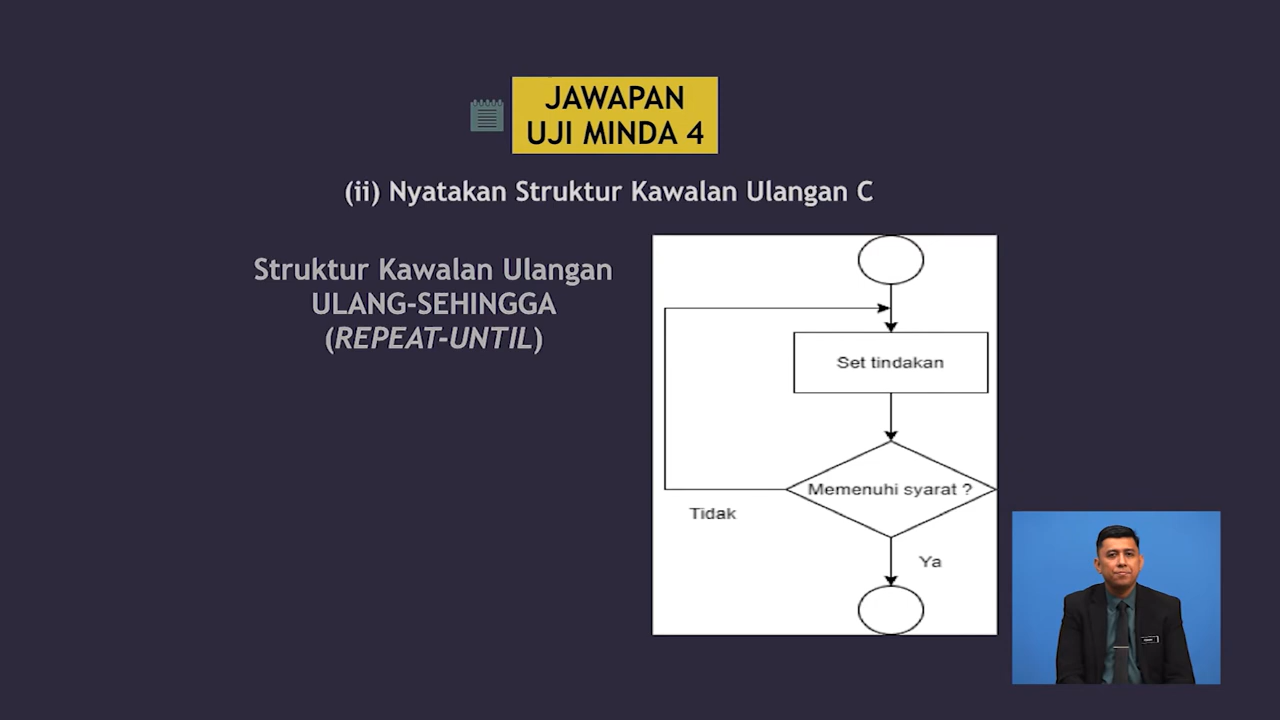 JAWAPAN
UJI MINDA 4
(ii) Nyatakan Struktur Kawalan Ulangan C
Struktur Kawalan Ulangan
ULANG-SEHINGGA
(REPEAT-UNTIL)
Set tindakan
Memenuhi syarat ?
Tidak
Ya